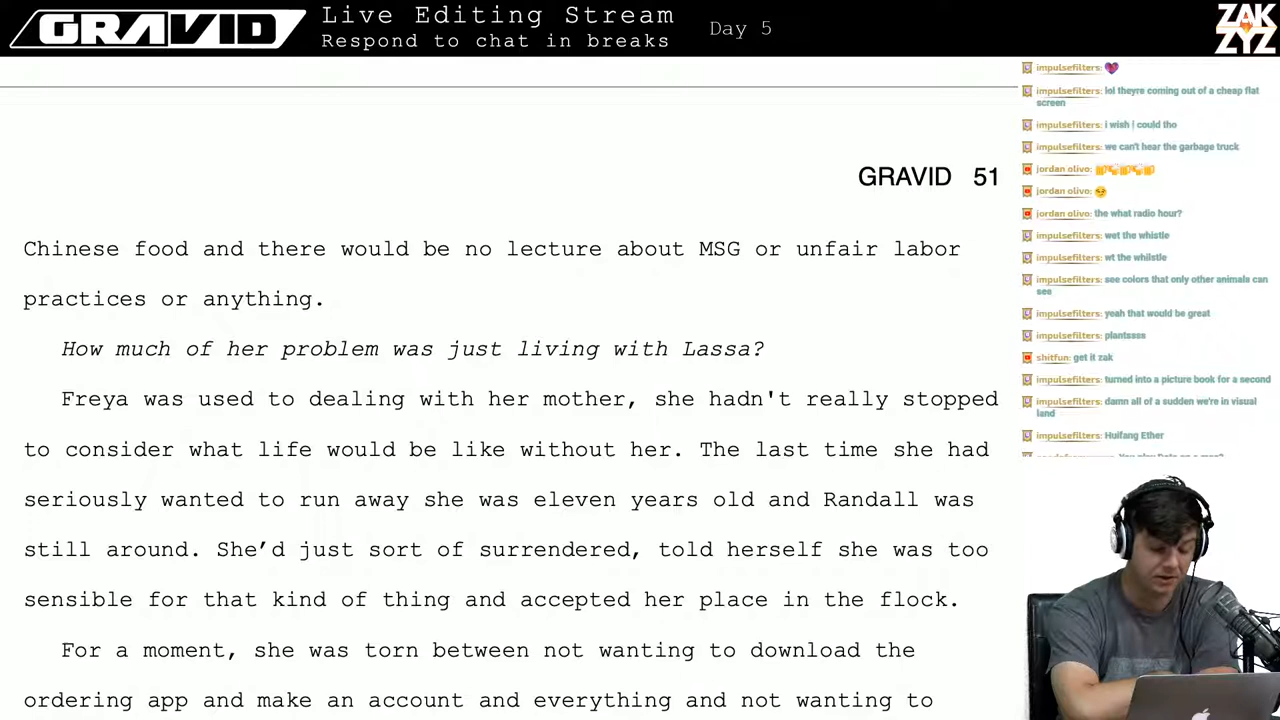 GRAVID
Live Editing Stream
Respond to chat in breaks
Day 5
ZAK
ZYZ
GRAVID 51
Chinese food and there would be no lecture about MSG or unfair labor
practices or anything.
How much of her problem was just living with Lassa?
Freya was used to dealing with her mother, she hadn't really stopped
to consider what life would be like without her. The last time she had
seriously wanted to run away she was eleven years old and Randall was
still around. She’d just sort of surrendered, told herself she was too
sensible for that kind of thing and accepted her place in the flock.
For a moment, she was torn between not wanting to download the
ordering app and make an account and everything and not wanting to
impulsefilters:
impulsefilters: lol theyre coming out of a cheap flat
screen
impulsefilters: i wish i could tho
impulsefilters: we can't hear the garbage truck
jordan olivo:
jordan olivo:
jordan olivo: the what radio hour?
impulsefilters: wet the whistle
impulsefilters: wt the whilstle
impulsefilters: see colors that only other animals can
see
impulsefilters: yeah that would be great
impulsefilters: plantssss
shitfun: get it zak
impulsefilters: turned into a picture book for a second
impulsefilters: damn all of a sudden we're in visual
land
impulsefilters: Huifang Ether